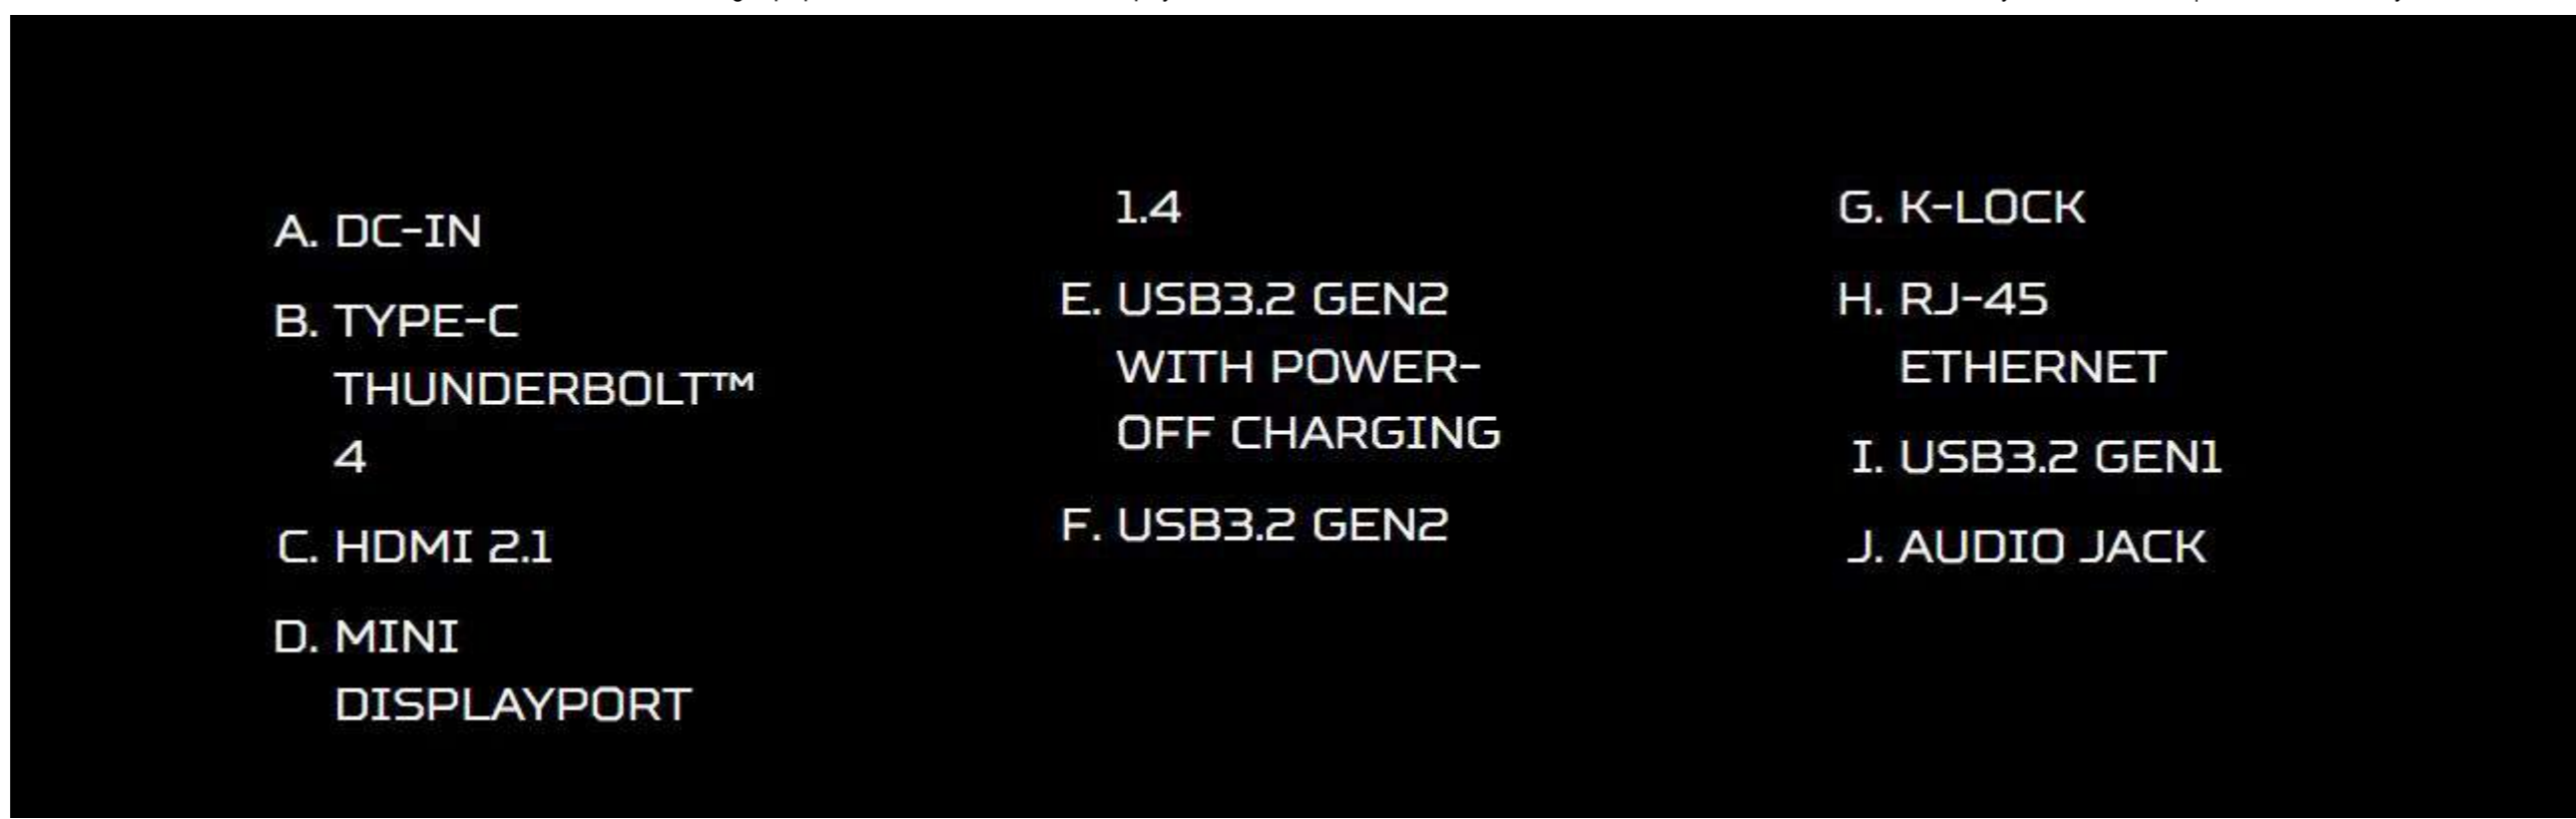 A. DC-IN
B. TYPE-C
THUNDERBOLT™
4
C. HDMI 2.1
D. MINI
DISPLAYPORT
1.4
E. USB3.2 GEN2
WITH POWER-
OFF CHARGING
F. USB3.2 GEN2
G. K-LOCK
H. RJ-45
ETHERNET
I. USB3.2 GEN1
J. AUDIO JACK